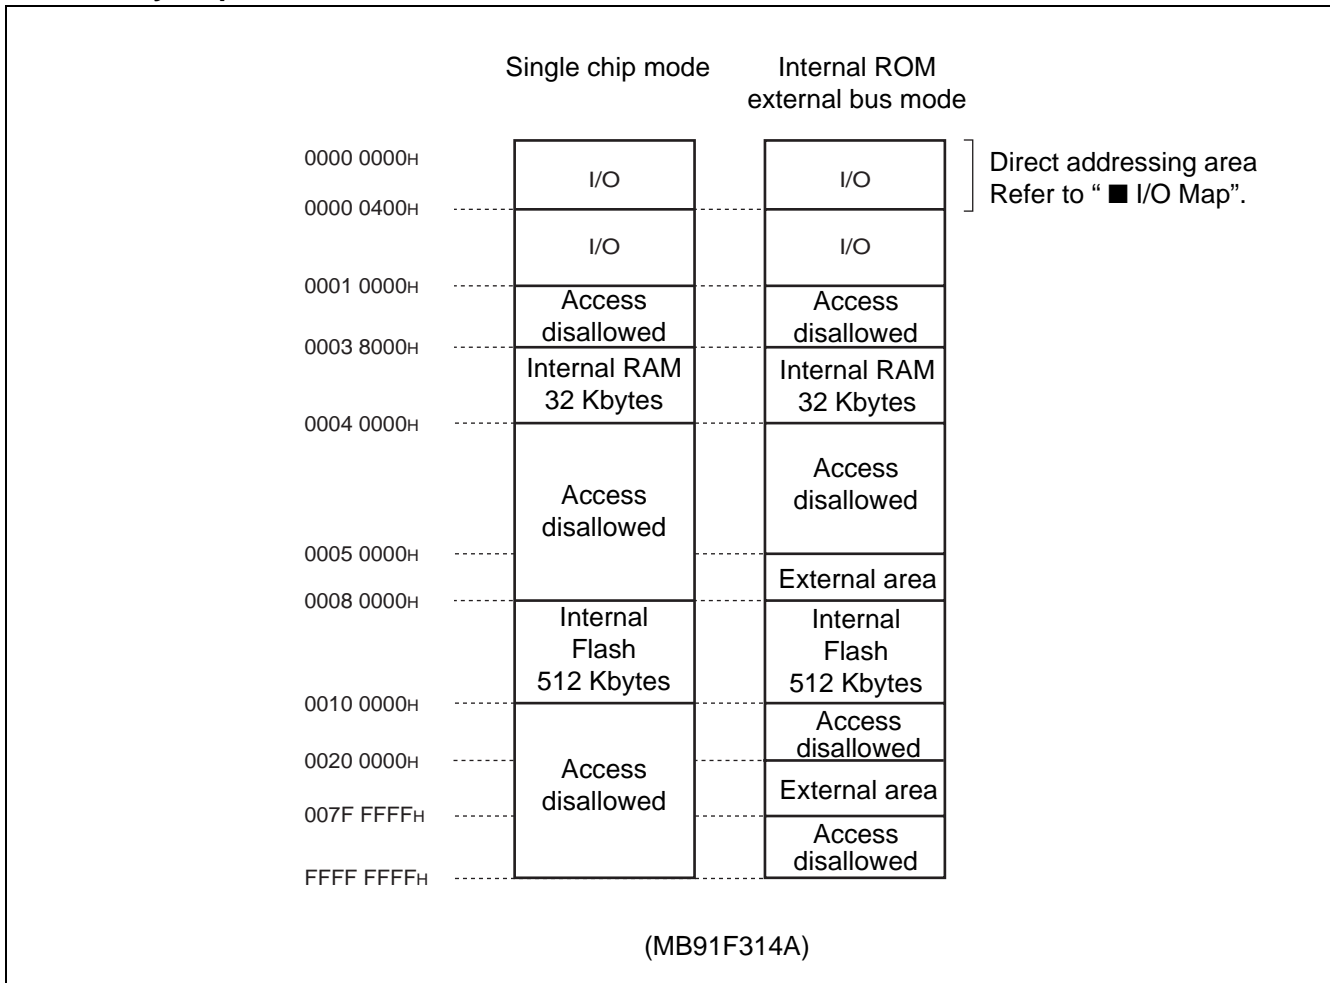 Single chip mode
Internal ROM
external bus mode
0000 0000H
I/O
I/O
Direct addressing area
Refer to “ ■ I/O Map”.
0000 0400H
I/O
I/O
0001 0000H
Access
disallowed
Access
disallowed
0003 8000H
Internal RAM
32 Kbytes
Internal RAM
32 Kbytes
0004 0000H
Access
disallowed
Access
disallowed
0005 0000H
External area
0008 0000H
Internal
Flash
512 Kbytes
Internal
Flash
512 Kbytes
0010 0000H
Access
disallowed
Access
disallowed
0020 0000H
External area
007F FFFFH
Access
disallowed
FFFF FFFFH
(MB91F314A)